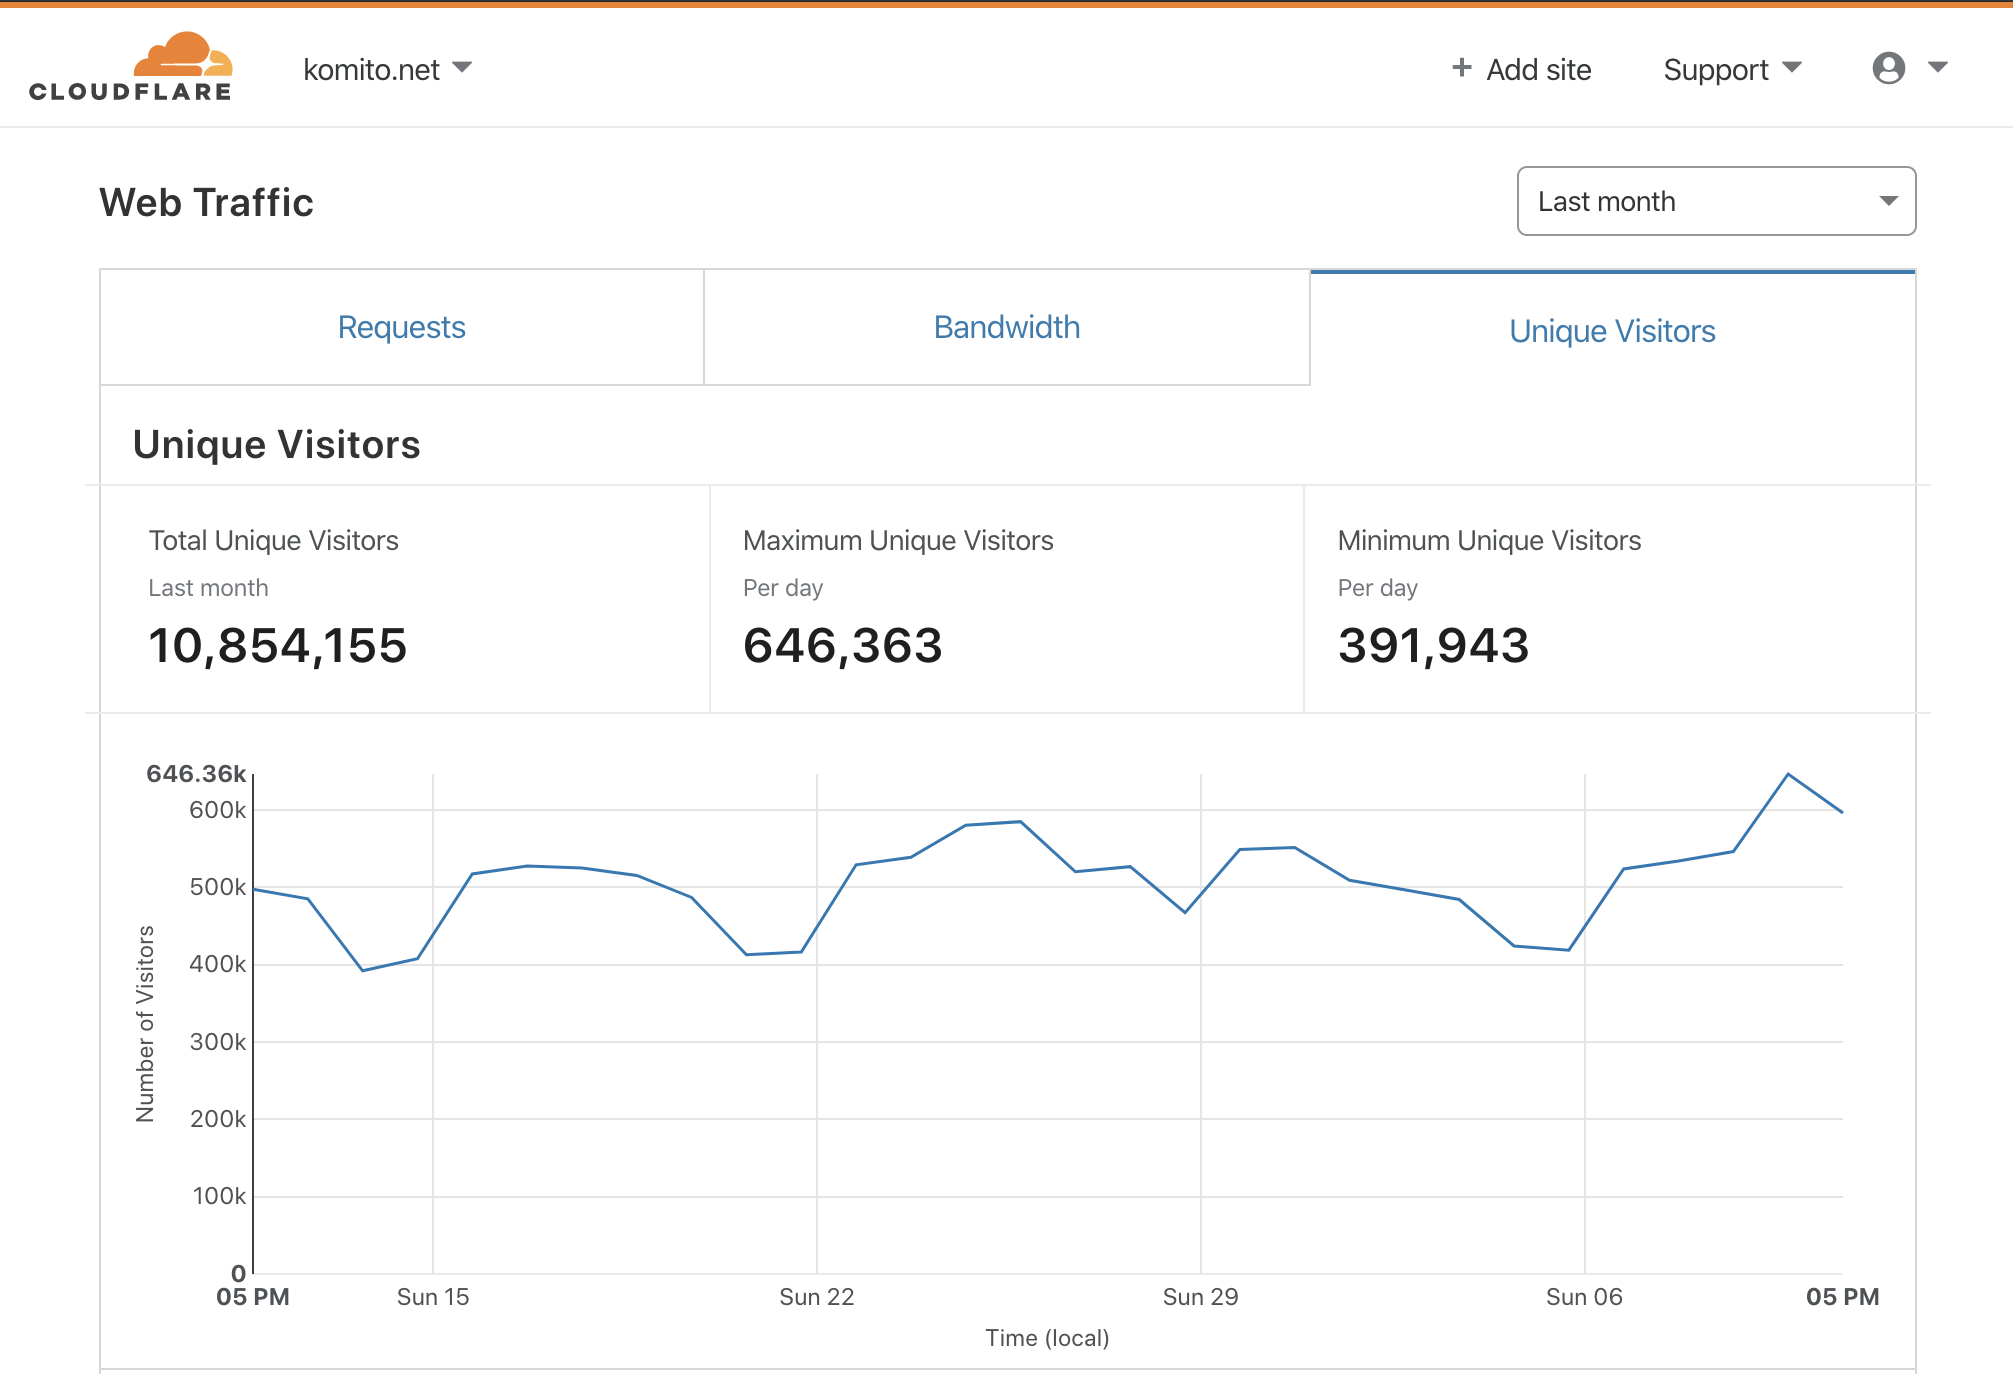 CLOUDFLARE
komito.net
+ Add site
Support
Web Traffic
Last month
Requests
Bandwidth
Unique Visitors
Unique Visitors
Total Unique Visitors
Last month
10,854,155
Maximum Unique Visitors
Per day
646,363
Minimum Unique Visitors
Per day
391,943
646.36k
600k
500k
400k
300k
200k
100k
0
Number of Visitors
05 PM
Sun 15
Sun 22
Sun 29
Sun 06
05 PM
Time (local)